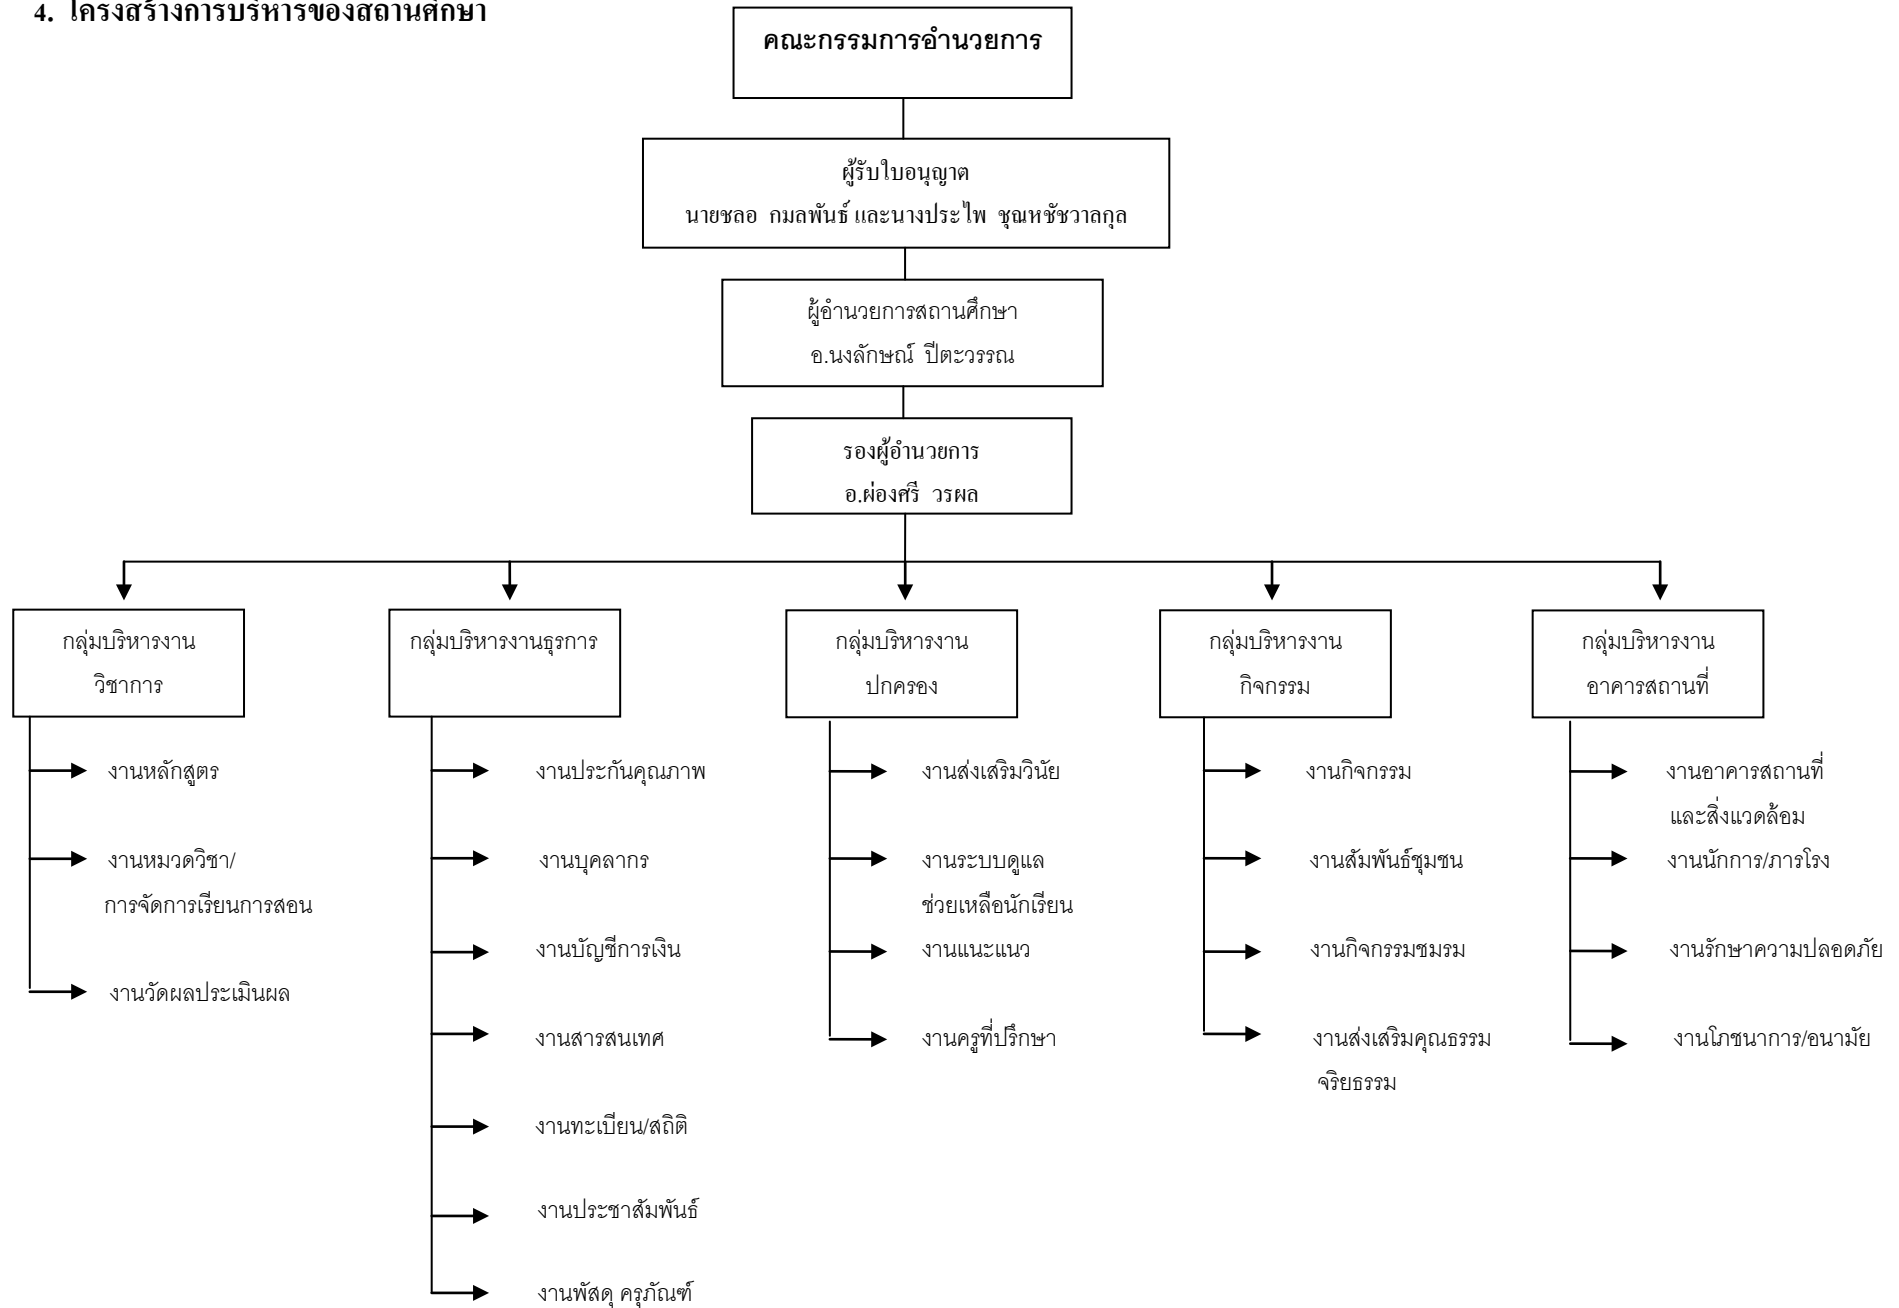 4. โครงสร้างการบริหารของสถานศึกษา
คณะกรรมการอำนวยการ
ผู้รับใบอนุญาต
นายชลอ กมลพันธ์ และนางประไพ ชุณหชัชวาลกุล
ผู้อำนวยการสถานศึกษา
อ.นงลักษณ์ ปีตะวรรณ
รองผู้อำนวยการ
อ.ผ่องศรี วรผล
กลุ่มบริหารงาน
วิชาการ
งานหลักสูตร
งานหมวดวิชา/
การจัดการเรียนการสอน
งานวัดผลประเมินผล
กลุ่มบริหารงานธุรการ
งานประกันคุณภาพ
งานบุคลากร
งานบัญชีการเงิน
งานสารสนเทศ
งานทะเบียน/สถิติ
งานประชาสัมพันธ์
งานพัสดุ ครุภัณฑ์
กลุ่มบริหารงาน
ปกครอง
งานส่งเสริมวินัย
งานระบบดูแล
ช่วยเหลือนักเรียน
งานแนะแนว
งานครูที่ปรึกษา
กลุ่มบริหารงาน
กิจกรรม
งานกิจกรรม
งานสัมพันธ์ชุมชน
งานกิจกรรมชมรม
งานส่งเสริมคุณธรรม
จริยธรรม
กลุ่มบริหารงาน
อาคารสถานที่
งานอาคารสถานที่
และสิ่งแวดล้อม
งานนักการ/ภารโรง
งานรักษาความปลอดภัย
งานโภชนาการ/อนามัย